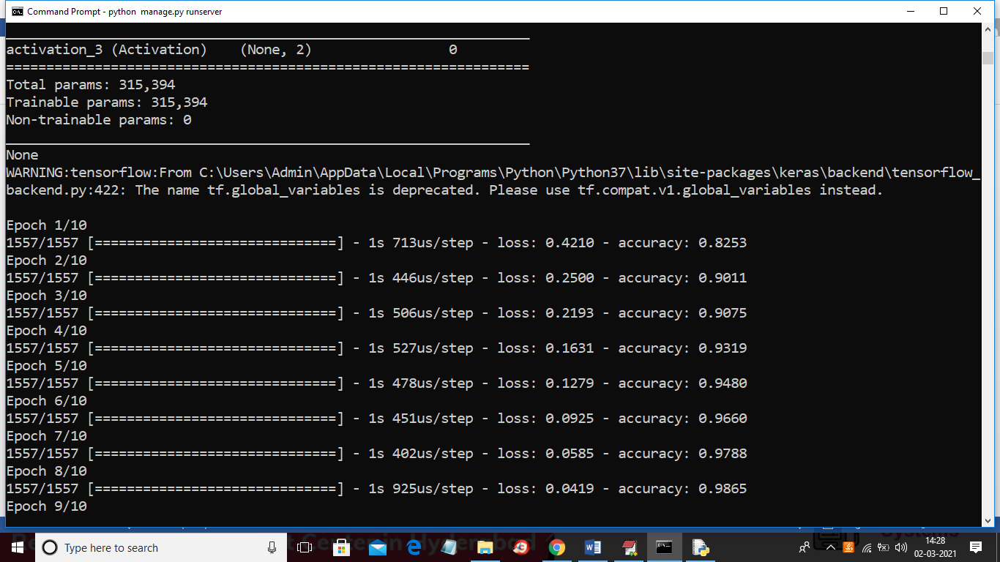 Command Prompt - python  manage.py runserver
activation_3 (Activation)    (None, 2)                 0
=================================================================
Total params: 315,394
Trainable params: 315,394
Non-trainable params: 0
_________________________________________________________________
None
WARNING:tensorflow:From C:\Users\Admin\AppData\Local\Programs\Python\Python37\lib\site-packages\keras\backend\tensorflow_
backend.py:422: The name tf.global_variables is deprecated. Please use tf.compat.v1.global_variables instead.
Epoch 1/10
1557/1557 [==============================] - 1s 713us/step - loss: 0.4210 - accuracy: 0.8253
Epoch 2/10
1557/1557 [==============================] - 1s 446us/step - loss: 0.2500 - accuracy: 0.9011
Epoch 3/10
1557/1557 [==============================] - 1s 506us/step - loss: 0.2193 - accuracy: 0.9075
Epoch 4/10
1557/1557 [==============================] - 1s 527us/step - loss: 0.1631 - accuracy: 0.9319
Epoch 5/10
1557/1557 [==============================] - 1s 478us/step - loss: 0.1279 - accuracy: 0.9480
Epoch 6/10
1557/1557 [==============================] - 1s 451us/step - loss: 0.0925 - accuracy: 0.9660
Epoch 7/10
1557/1557 [==============================] - 1s 402us/step - loss: 0.0585 - accuracy: 0.9788
Epoch 8/10
1557/1557 [==============================] - 1s 925us/step - loss: 0.0419 - accuracy: 0.9865
Epoch 9/10
Type here to search
14:28
02-03-2021